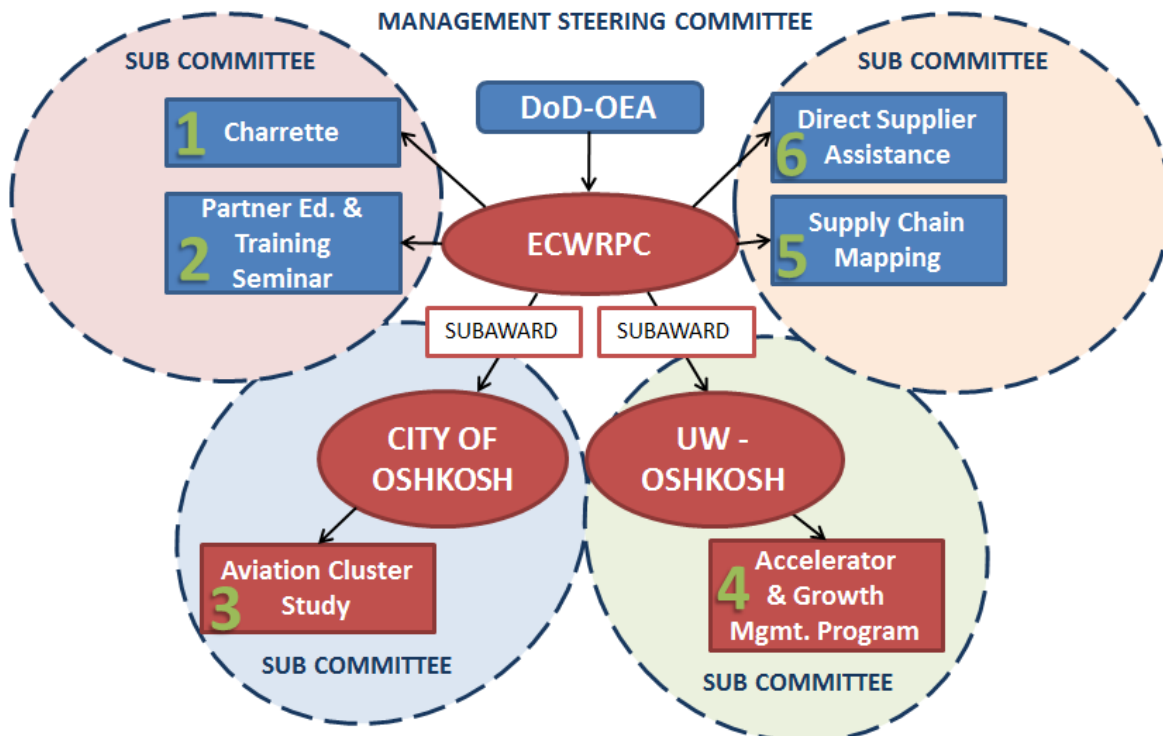 MANAGEMENT STEERING COMMITTEE
SUB COMMITTEE
1
Charrette
2
Partner Ed. &
Training
Seminar
DoD-OEA
ECWRPC
SUB COMMITTEE
6
Direct Supplier
Assistance
5
Supply Chain
Mapping
SUBAWARD
SUBAWARD
CITY OF
OSHKOSH
UW -
OSHKOSH
3
Aviation Cluster
Study
SUB COMMITTEE
4
Accelerator
& Growth
Mgmt. Program
SUB COMMITTEE